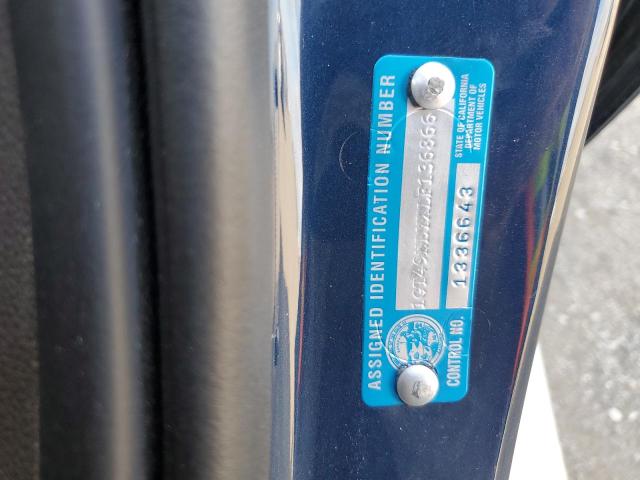 ASSIGNED IDENTIFICATION NUMBER
STATE OF CALIFORNIA
DEPARTMENT OF
MOTOR VEHICLES
CONTROL NO.
1336643